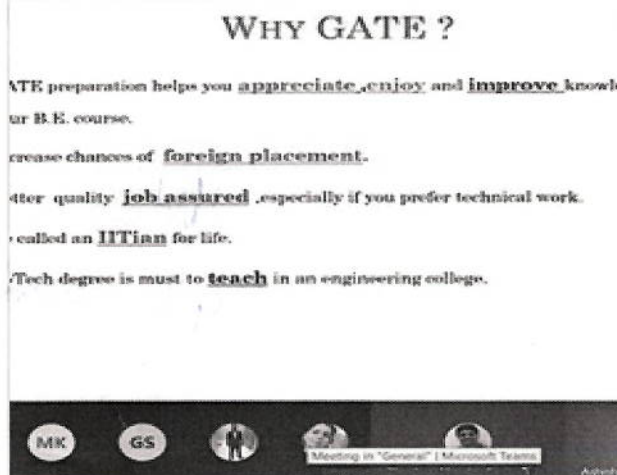 WHY GATE ?
ATE preparation helps you appreciate ,enjoy and improve knowl
ur B.E. course.
crease chances of foreign placement.
tter quality job assured ,especially if you prefer technical work.
called an IITian for life.
Tech degree is must to teach in an engineering college.
MK
GS
Meeting in "General" | Microsoft Teams